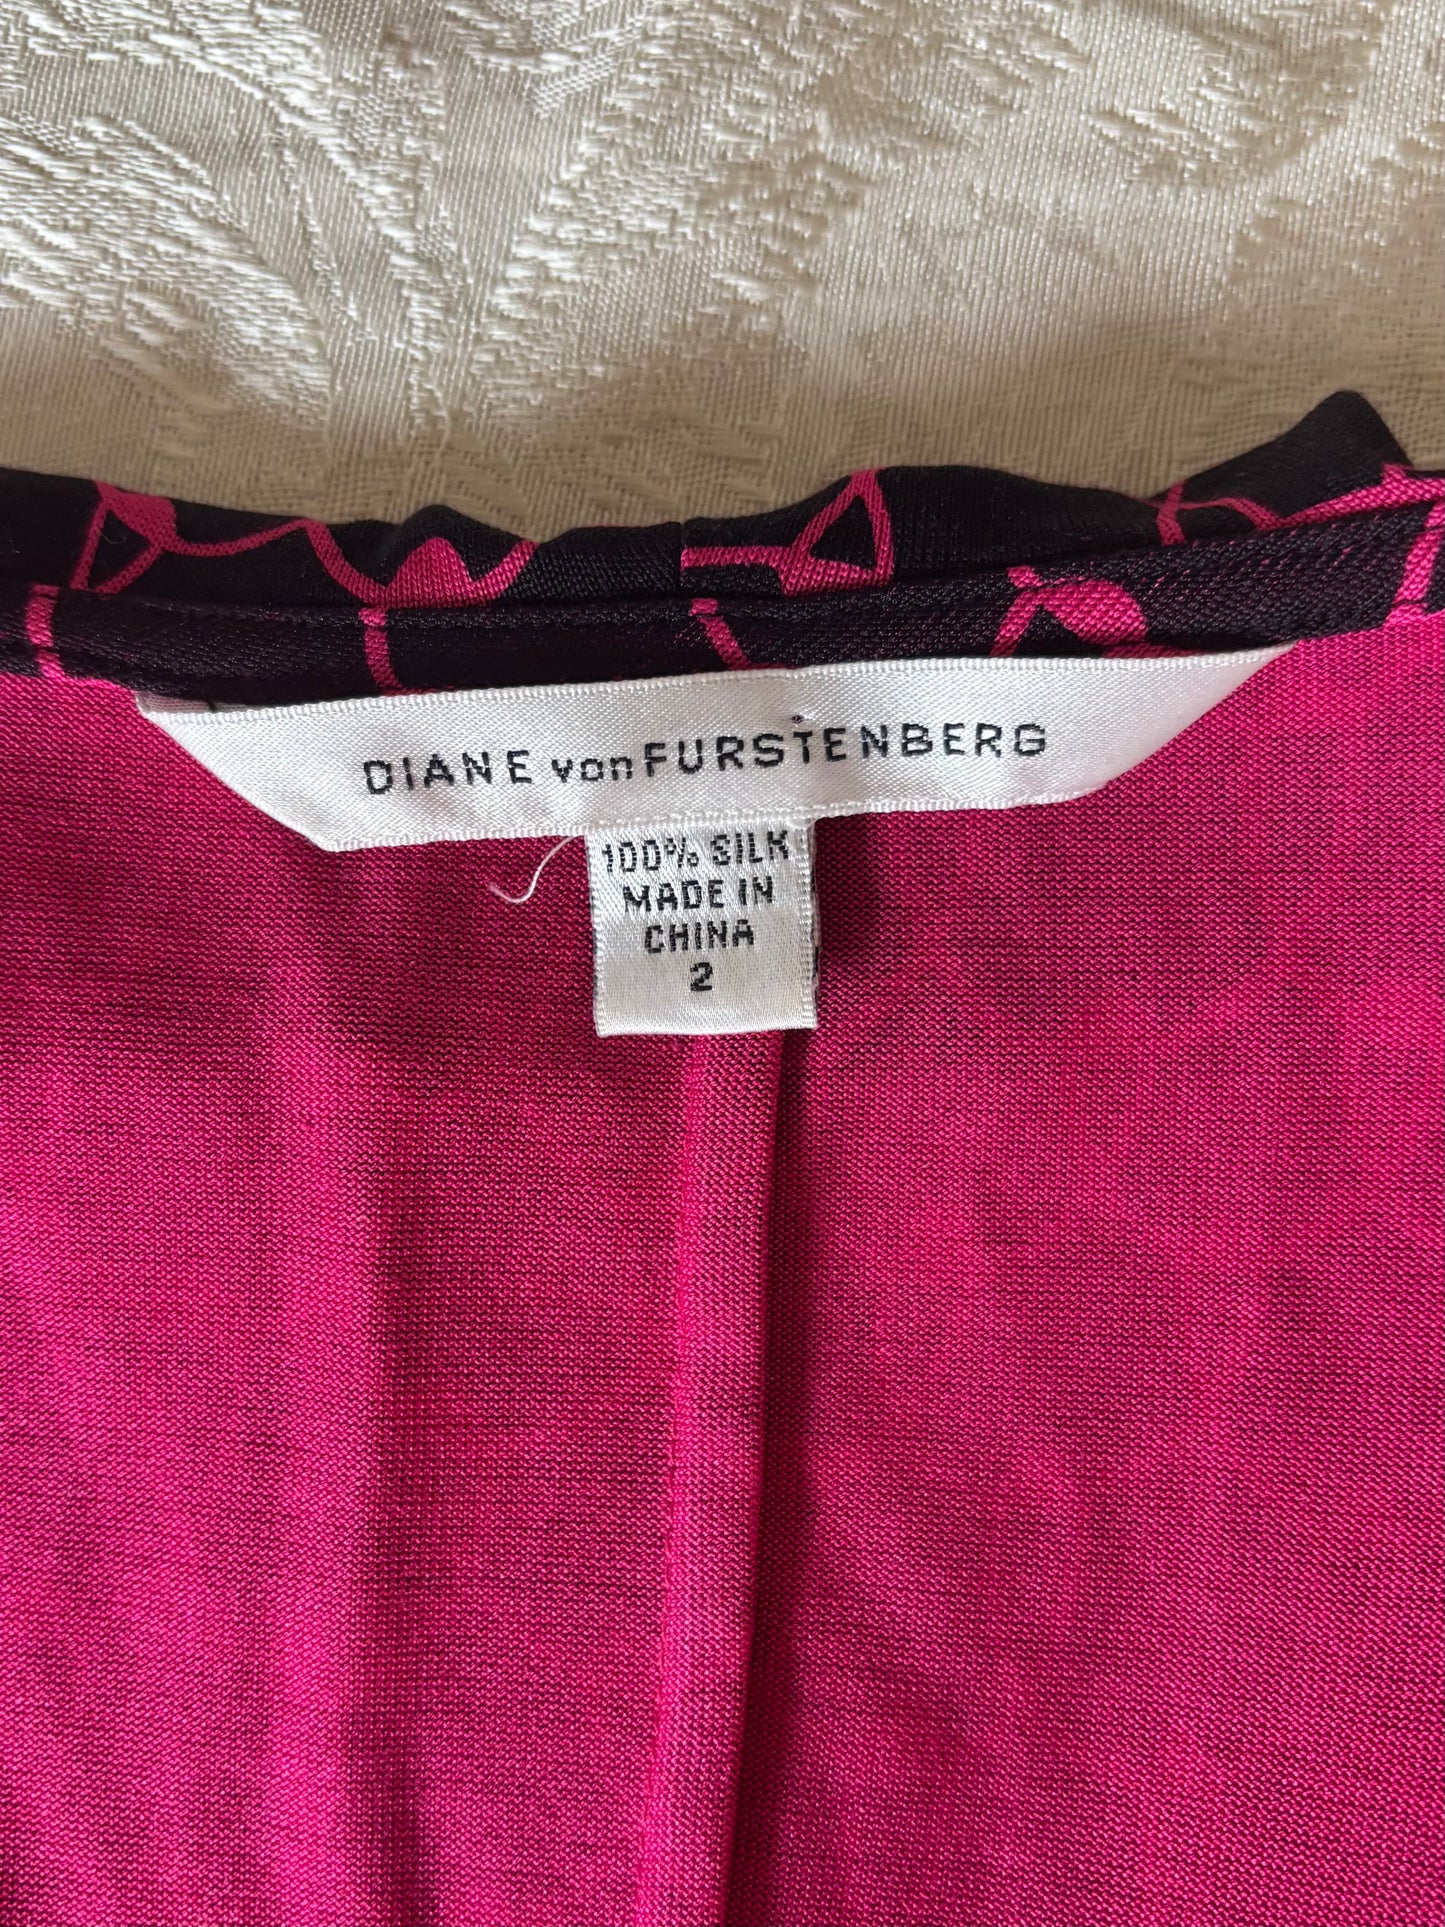 DIANE von FURSTENBERG
100% SILK
MADE IN
CHINA
2